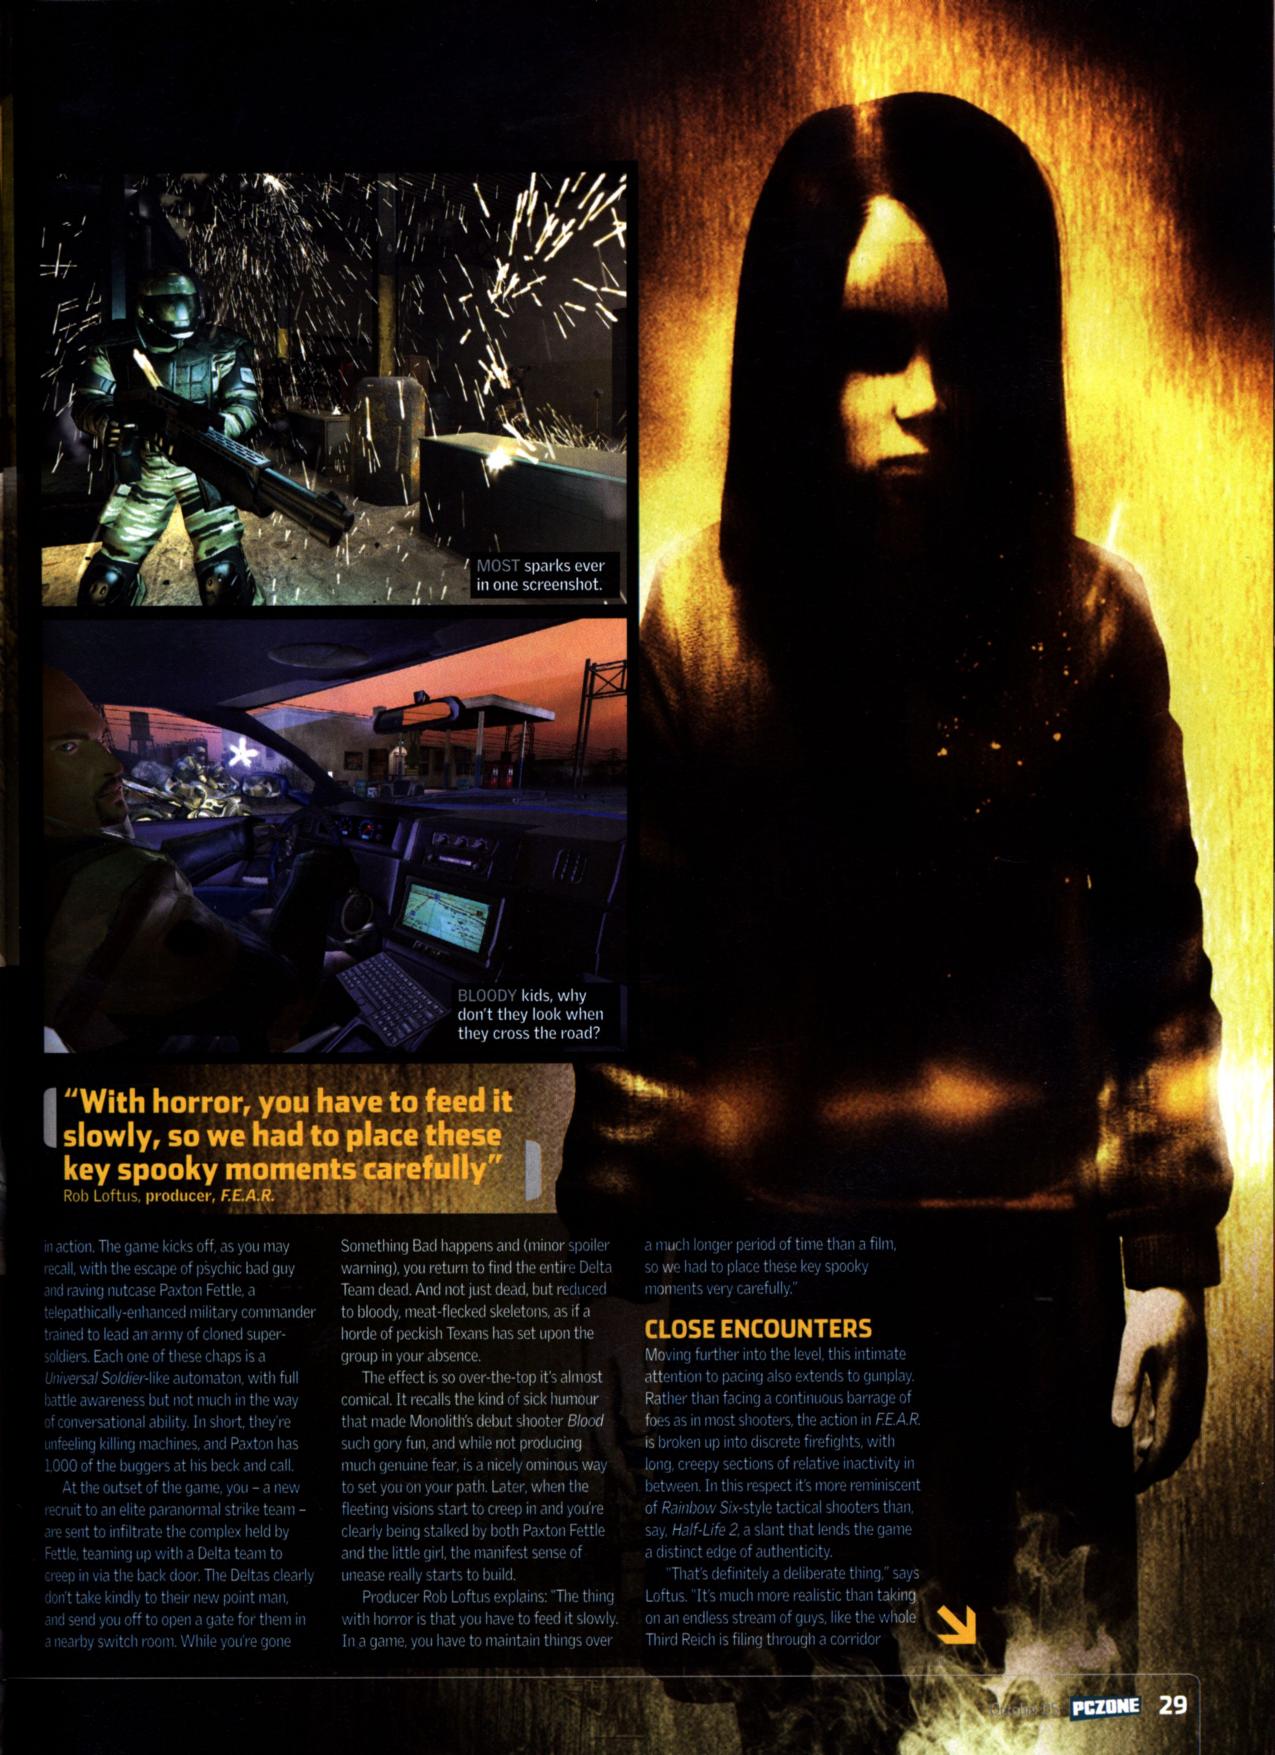 MOST sparks ever
in one screenshot.
BLOODY kids, why
don't they look when
they cross the road?
"With horror, you have to feed it
slowly, so we had to place these
key spooky moments carefully"
Rob Loftus, producer, F.E.A.R.
in action. The game kicks off, as you may
recall, with the escape of psychic bad guy
and raving nutcase Paxton Fettle, a
telepathically-enhanced military commander
trained to lead an army of cloned super-
soldiers. Each one of these chaps is a
Universal Soldier-like automaton, with full
battle awareness but not much in the way
of conversational ability. In short, they're
unfeeling killing machines, and Paxton has
1,000 of the buggers at his beck and call.
At the outset of the game, you – a new
recruit to an elite paranormal strike team –
are sent to infiltrate the complex held by
Fettle, teaming up with a Delta team to
creep in via the back door. The Deltas clearly
don't take kindly to their new point man,
and send you off to open a gate for them in
a nearby switch room. While you're gone
Something Bad happens and (minor spoiler
warning), you return to find the entire Delta
Team dead. And not just dead, but reduced
to bloody, meat-flecked skeletons, as if a
horde of peckish Texans has set upon the
group in your absence.
The effect is so over-the-top it's almost
comical. It recalls the kind of sick humour
that made Monolith's debut shooter Blood
such gory fun, and while not producing
much genuine fear, is a nicely ominous way
to set you on your path. Later, when the
fleeting visions start to creep in and you're
clearly being stalked by both Paxton Fettle
and the little girl, the manifest sense of
unease really starts to build.
Producer Rob Loftus explains: "The thing
with horror is that you have to feed it slowly.
In a game, you have to maintain things over
a much longer period of time than a film,
so we had to place these key spooky
moments very carefully."
CLOSE ENCOUNTERS
Moving further into the level, this intimate
attention to pacing also extends to gunplay.
Rather than facing a continuous barrage of
foes as in most shooters, the action in F.E.A.R.
is broken up into discrete firefights, with
long, creepy sections of relative inactivity in
between. In this respect it's more reminiscent
of Rainbow Six-style tactical shooters than,
say, Half-Life 2, a slant that lends the game
a distinct edge of authenticity.
"That's definitely a deliberate thing," says
Loftus. "It's much more realistic than taking
on an endless stream of guys, like the whole
Third Reich is filing through a corridor
October 05 PCZONE 29